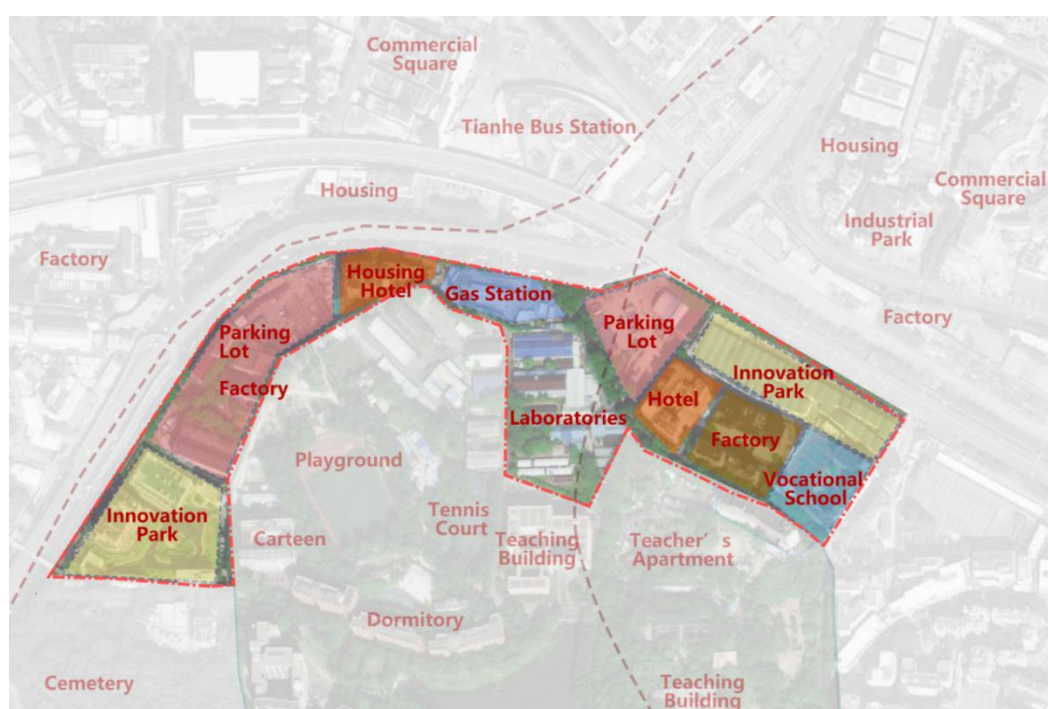 Commercial
Square
Tianhe Bus Station
Housing
Commercial
Square
Housing
Industrial
Park
Factory
Housing
Hotel
Gas Station
Factory
Parking
Lot
Parking
Lot
Innovation
Park
Factory
Hotel
Laboratories
Factory
Playground
Vocational
School
Innovation
Park
Tennis
Court
Carteen
Teaching
Building
Teacher's
Apartment
Dormitory
Cemetery
Teaching
Building